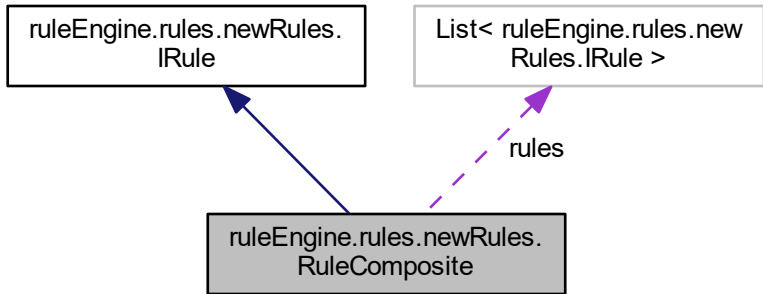 ruleEngine.rules.newRules.
IRule
List< ruleEngine.rules.new
Rules.IRule >
rules
ruleEngine.rules.newRules.
RuleComposite